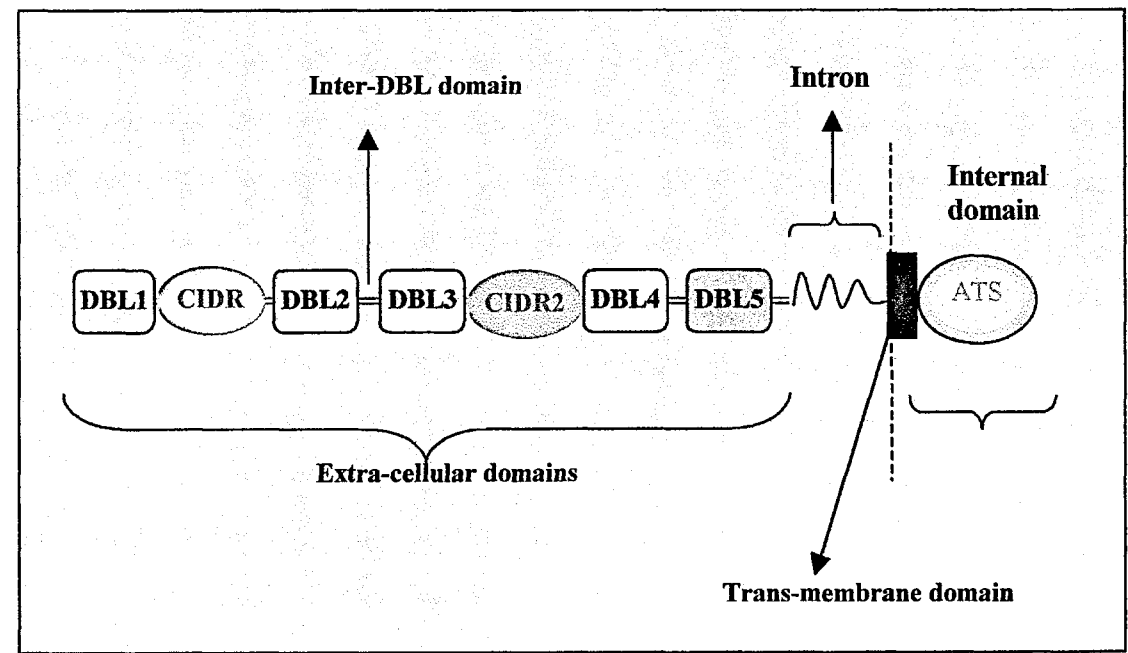 Inter-DBL domain
Intron
Internal
domain
DBL1 CIDR DBL2 DBL3 CIDR2 DBL4 DBL5 ATS
Extra-cellular domains
Trans-membrane domain